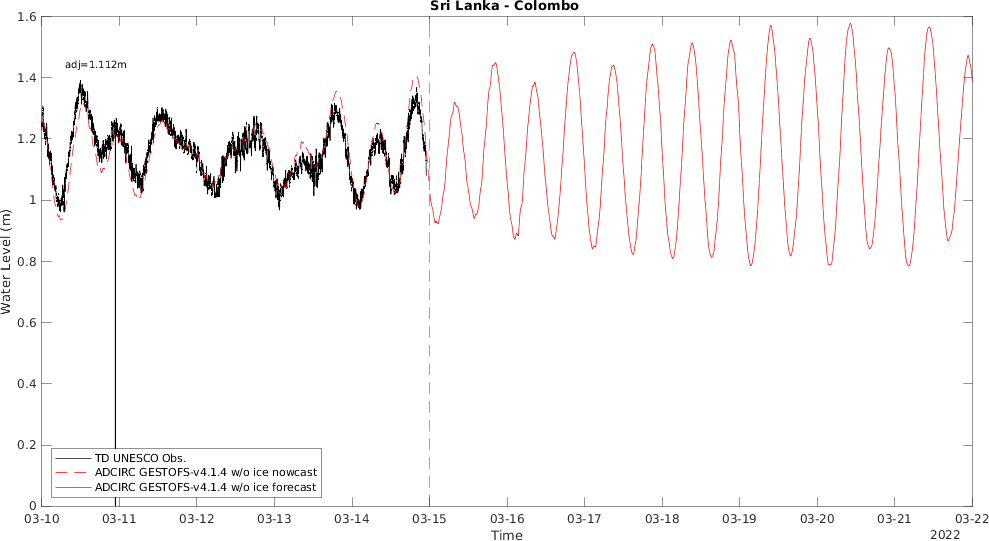 Sri Lanka - Colombo
1.6
1.4
1.2
1
0.8
0.6
0.4
0.2
0
Water Level (m)
adj=1.112m
TD UNESCO Obs.
ADCIRC GESTOFS-v4.1.4 w/o ice nowcast
ADCIRC GESTOFS-v4.1.4 w/o ice forecast
03-10 03-11 03-12 03-13 03-14 03-15 03-16 03-17 03-18 03-19 03-20 03-21 03-22
Time
2022